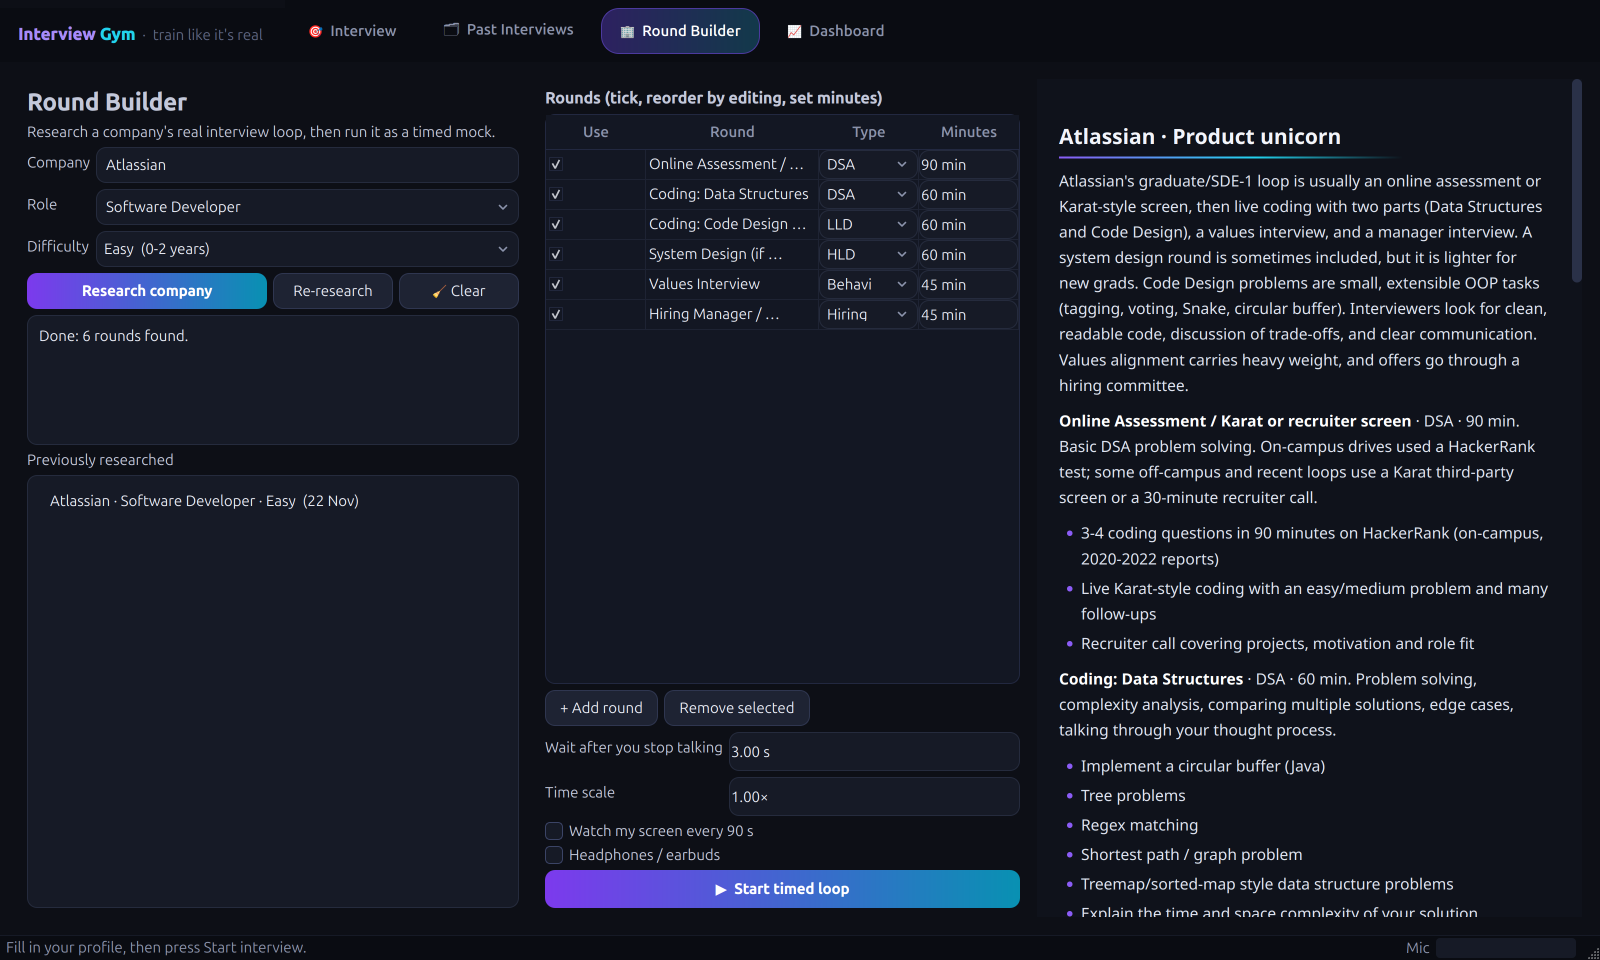 Interview Gym · train like it's real
🎯 Interview
Past Interviews
Round Builder
Dashboard
Round Builder
Research a company's real interview loop, then run it as a timed mock.
Company Atlassian
Role Software Developer
Difficulty Easy (0-2 years)
Research company Re-research Clear
Done: 6 rounds found.
Previously researched
Atlassian · Software Developer · Easy (22 Nov)
Rounds (tick, reorder by editing, set minutes)
Use Round Type Minutes
Online Assessment / ... DSA 90 min
Coding: Data Structures DSA 60 min
Coding: Code Design ... LLD 60 min
System Design (if ... HLD 60 min
Values Interview Behavi 45 min
Hiring Manager / ... Hiring 45 min
+ Add round Remove selected
Wait after you stop talking 3.00 s
Time scale 1.00×
Watch my screen every 90 s
Headphones / earbuds
▶ Start timed loop
Atlassian · Product unicorn
Atlassian's graduate/SDE-1 loop is usually an online assessment or
Karat-style screen, then live coding with two parts (Data Structures
and Code Design), a values interview, and a manager interview. A
system design round is sometimes included, but it is lighter for
new grads. Code Design problems are small, extensible OOP tasks
(tagging, voting, Snake, circular buffer). Interviewers look for clean,
readable code, discussion of trade-offs, and clear communication.
Values alignment carries heavy weight, and offers go through a
hiring committee.
Online Assessment / Karat or recruiter screen · DSA · 90 min.
Basic DSA problem solving. On-campus drives used a HackerRank
test; some off-campus and recent loops use a Karat third-party
screen or a 30-minute recruiter call.
• 3-4 coding questions in 90 minutes on HackerRank (on-campus,
2020-2022 reports)
• Live Karat-style coding with an easy/medium problem and many
follow-ups
• Recruiter call covering projects, motivation and role fit
Coding: Data Structures · DSA · 60 min. Problem solving,
complexity analysis, comparing multiple solutions, edge cases,
talking through your thought process.
• Implement a circular buffer (Java)
• Tree problems
• Regex matching
• Shortest path / graph problem
• Treemap/sorted-map style data structure problems
• Explain the time and space complexity of your solution
Fill in your profile, then press Start interview.
Mic